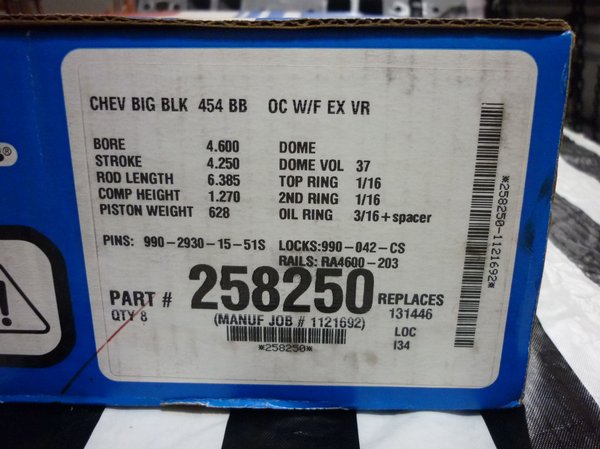 CHEV BIG BLK 454 BB OC W/F EX VR
BORE 4.600 DOME
STROKE 4.250 DOME VOL 37
ROD LENGTH 6.385 TOP RING 1/16
COMP HEIGHT 1.270 2ND RING 1/16
PISTON WEIGHT 628 OIL RING 3/16+spacer
PINS: 990-2930-15-51S LOCKS:990-042-CS
RAILS: RA4600-203
PART # 258250 REPLACES
QTY 8 131446
(MANUF JOB # 1121692) LOC
*258250* I34
*258250-1121692*